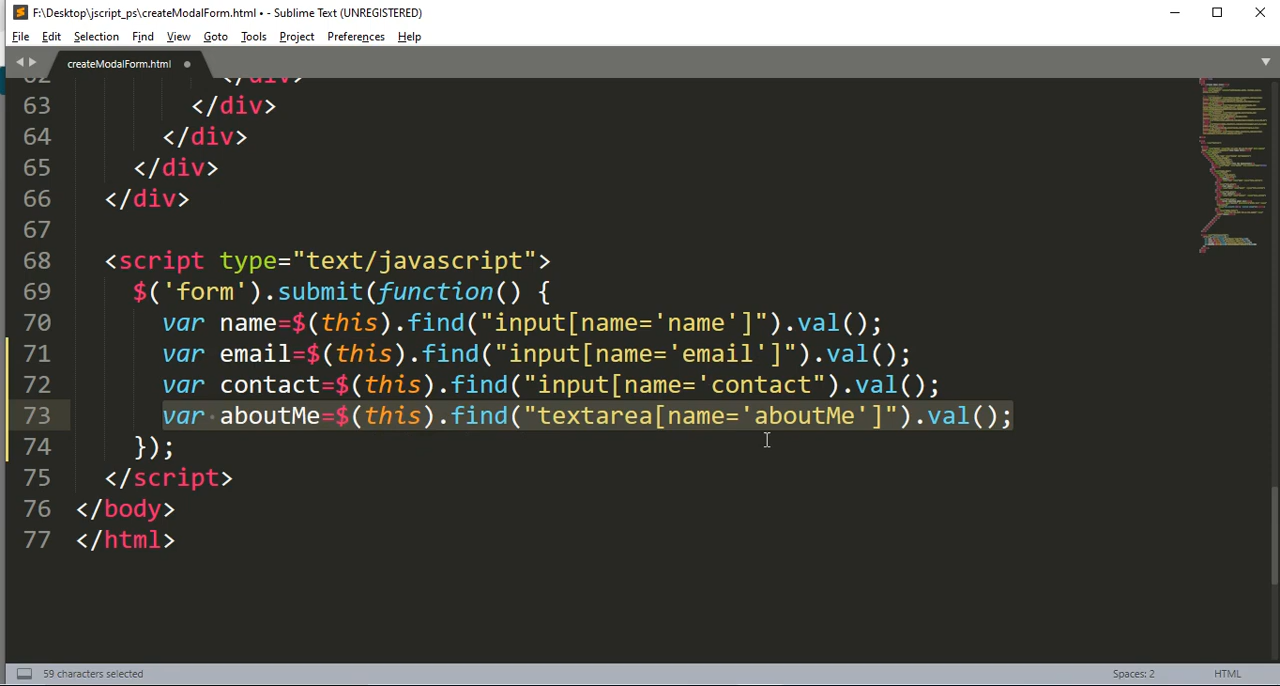 F:\Desktop\jscript_ps\createModalForm.html • - Sublime Text (UNREGISTERED)
File Edit Selection Find View Goto Tools Project Preferences Help
createModalForm.html
62 </div>
63 </div>
64 </div>
65 </div>
66 </div>
67
68 <script type="text/javascript">
69 $('form').submit(function() {
70 var name=$(this).find("input[name='name']").val();
71 var email=$(this).find("input[name='email']").val();
72 var contact=$(this).find("input[name='contact").val();
73 var aboutMe=$(this).find("textarea[name='aboutMe']").val();
74 });
75 </script>
76 </body>
77 </html>
59 characters selected Spaces: 2 HTML